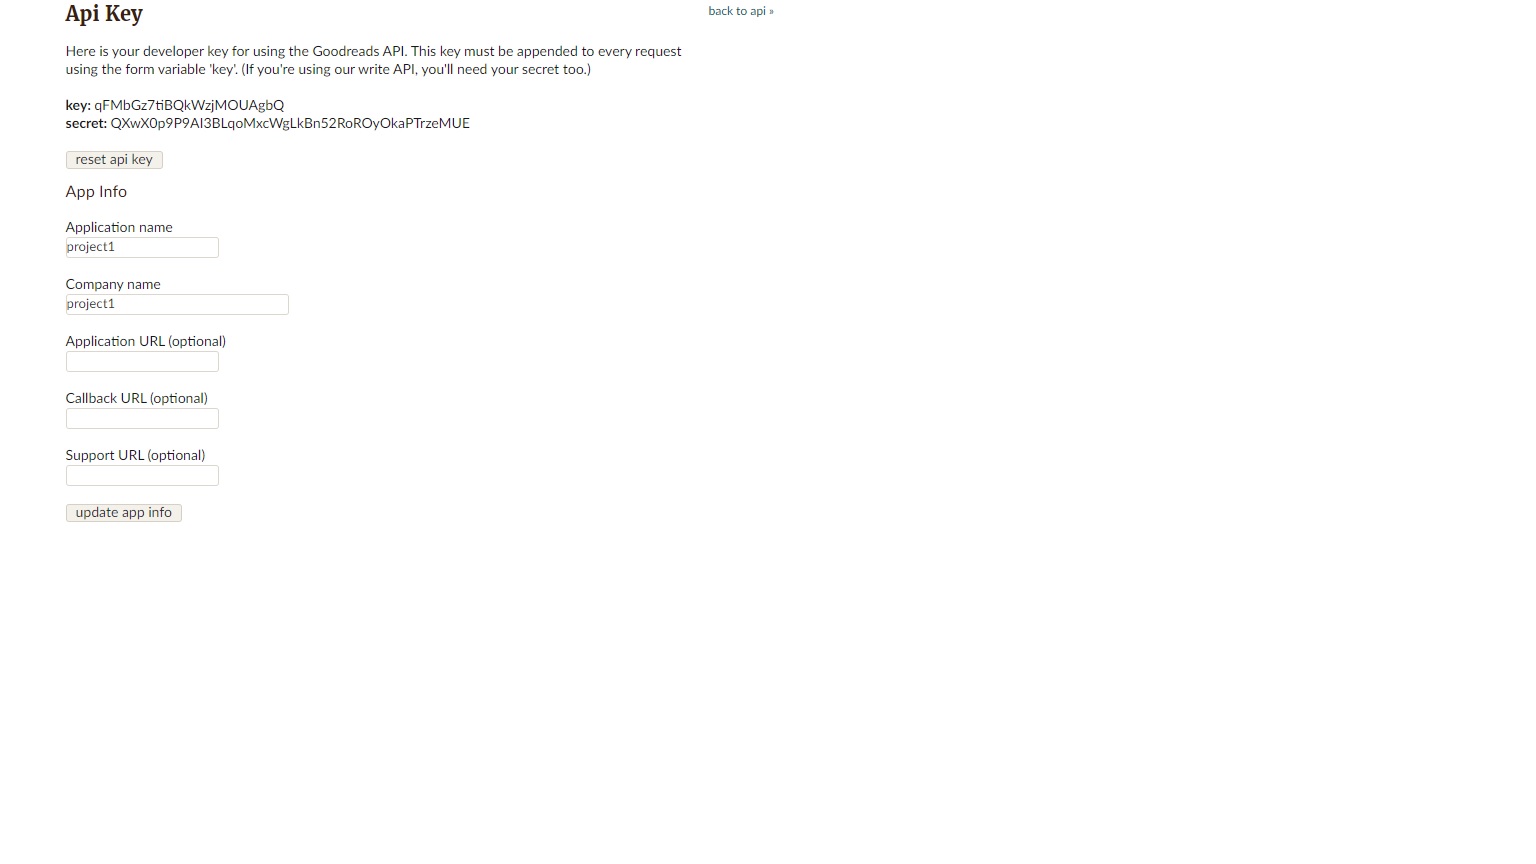 Api Key
back to api »
Here is your developer key for using the Goodreads API. This key must be appended to every request
using the form variable 'key'. (If you're using our write API, you'll need your secret too.)
key: qFMbGz7tiBQkWzjMOUAgbQ
secret: QXwX0p9P9AI3BLqoMxcWgLkBn52RoROyOkaPTrzeMUE
reset api key
App Info
Application name
project1
Company name
project1
Application URL (optional)
Callback URL (optional)
Support URL (optional)
update app info